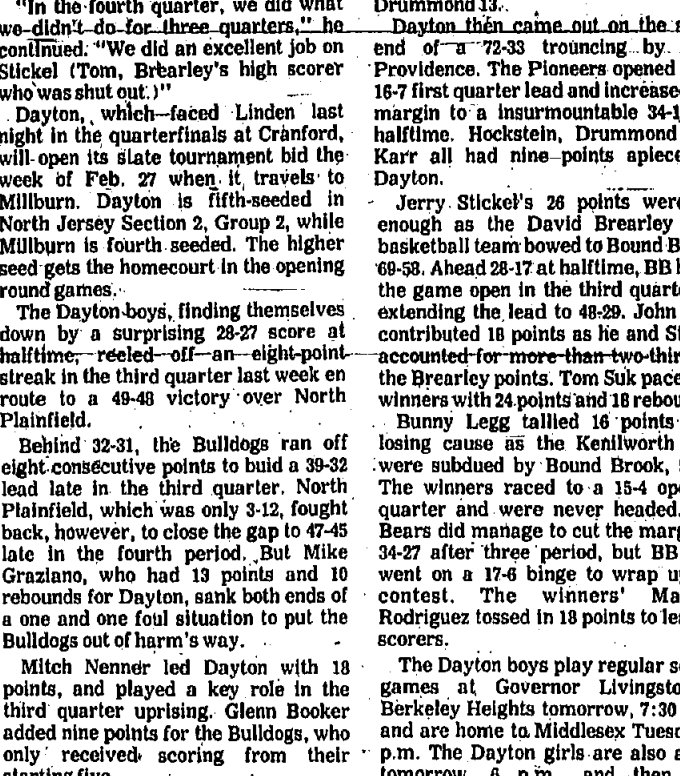 "In the fourth quarter, we did what
we didn't do for three quarters," he
continued. "We did an excellent job on
Stickel (Tom, Brearley's high scorer
who was shut out.)"
Dayton, which faced Linden last
night in the quarterfinals at Cranford,
will open its state tournament bid the
week of Feb. 27 when it travels to
Millburn. Dayton is fifth-seeded in
North Jersey Section 2, Group 2, while
Millburn is fourth seeded. The higher
seed gets the homecourt in the opening
round games.
The Dayton boys, finding themselves
down by a surprising 28-27 score at
halftime, reeled off an eight-point
streak in the third quarter last week en
route to a 49-48 victory over North
Plainfield.
Behind 32-31, the Bulldogs ran off
eight consecutive points to buid a 39-32
lead late in the third quarter. North
Plainfield, which was only 3-12, fought
back, however, to close the gap to 47-45
late in the fourth period. But Mike
Graziano, who had 13 points and 10
rebounds for Dayton, sank both ends of
a one and one foul situation to put the
Bulldogs out of harm's way.
Mitch Nenner led Dayton with 18
points, and played a key role in the
third quarter uprising. Glenn Booker
added nine points for the Bulldogs, who
only received scoring from their
starting five.
Drummond 13.
Dayton then came out on the
end of a 72-33 trouncing by
Providence. The Pioneers opened
16-7 first quarter lead and increase
margin to a insurmountable 34-1
halftime. Hockstein, Drummond
Karr all had nine points apiec
Dayton.
Jerry Stickel's 26 points wer
enough as the David Brearley
basketball team bowed to Bound B
69-58. Ahead 28-17 at halftime, BB
the game open in the third quart
extending the lead to 48-29. John
contributed 18 points as he and St
accounted for more than two-thir
the Brearley points. Tom Suk pace
winners with 24 points and 18 rebou
Bunny Legg tallied 16 points
losing cause as the Kenilworth
were subdued by Bound Brook,
The winners raced to a 15-4 op
quarter and were never headed.
Bears did manage to cut the marg
34-27 after three period, but BB
went on a 17-6 binge to wrap u
contest. The winners' Ma
Rodriguez tossed in 18 points to le
scorers.
The Dayton boys play regular s
games at Governor Livingsto
Berkeley Heights tomorrow, 7:30
and are home to Middlesex Tuesd
p.m. The Dayton girls are also a
tomorrow, 6 p.m. and then